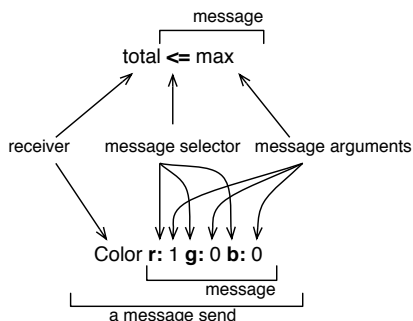 message
total <= max
receiver message selector message arguments
Color r: 1 g: 0 b: 0
message
a message send